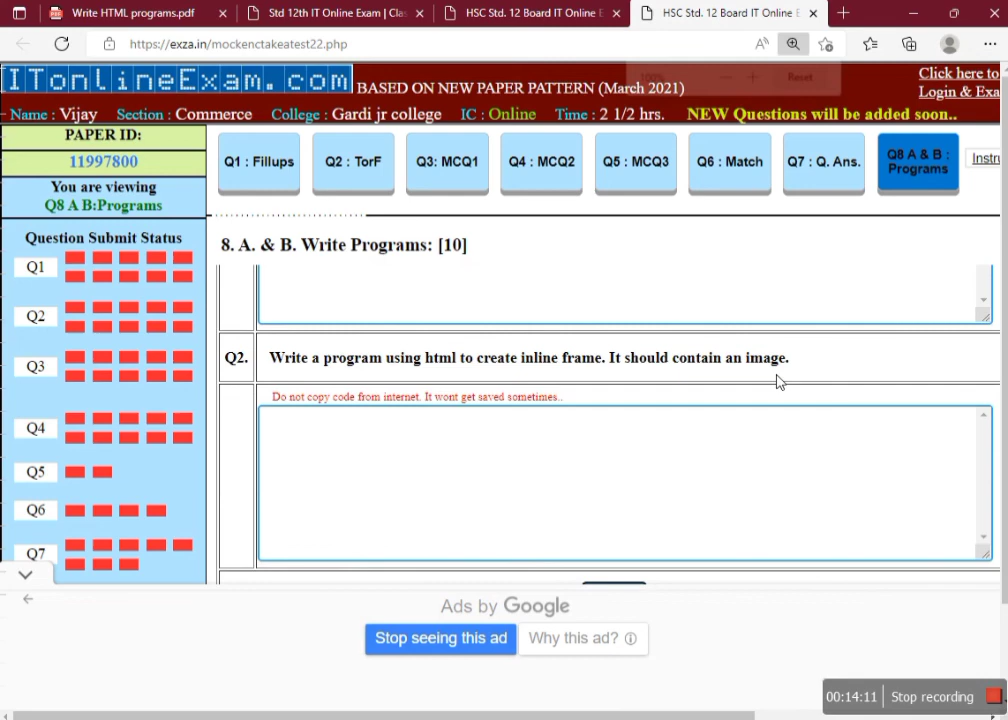 Write HTML programs.pdf
Std 12th IT Online Exam | Clas
HSC Std. 12 Board IT Online E
HSC Std. 12 Board IT Online E
https://exza.in/mockenctakeatest22.php
100%
Reset
ITonlineExam.com BASED ON NEW PAPER PATTERN (March 2021)
Click here to
Login & Exa
Name : Vijay Section : Commerce College : Gardi jr college IC : Online Time : 2 1/2 hrs. NEW Questions will be added soon..
PAPER ID:
11997800
You are viewing
Q8 A B:Programs
Q1 : Fillups
Q2 : TorF
Q3: MCQ1
Q4 : MCQ2
Q5 : MCQ3
Q6 : Match
Q7 : Q. Ans.
Q8 A & B :
Programs
Instru
Question Submit Status
Q1
Q2
Q3
Q4
Q5
Q6
Q7
8. A. & B. Write Programs: [10]
Q2. Write a program using html to create inline frame. It should contain an image.
Do not copy code from internet. It wont get saved sometimes..
Ads by Google
Stop seeing this ad
Why this ad?
00:14:11 Stop recording